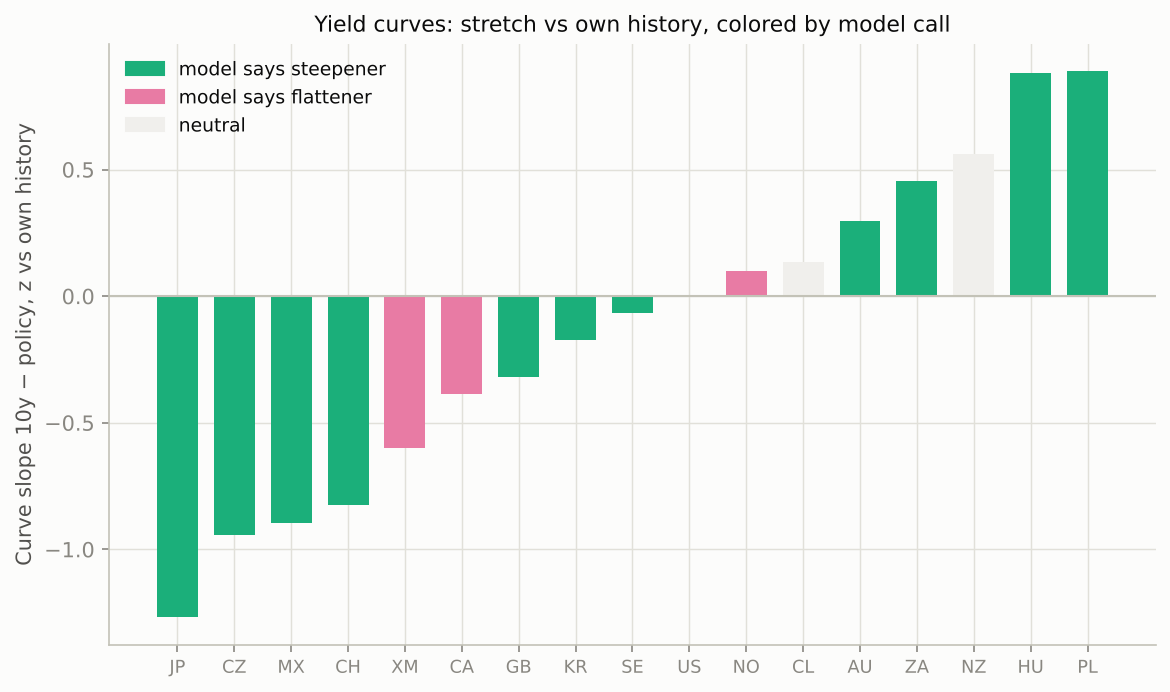 Yield curves: stretch vs own history, colored by model call
model says steepener
model says flattener
neutral
Curve slope 10y − policy, z vs own history
0.5
0.0
−0.5
−1.0
JP CZ MX CH XM CA GB KR SE US NO CL AU ZA NZ HU PL